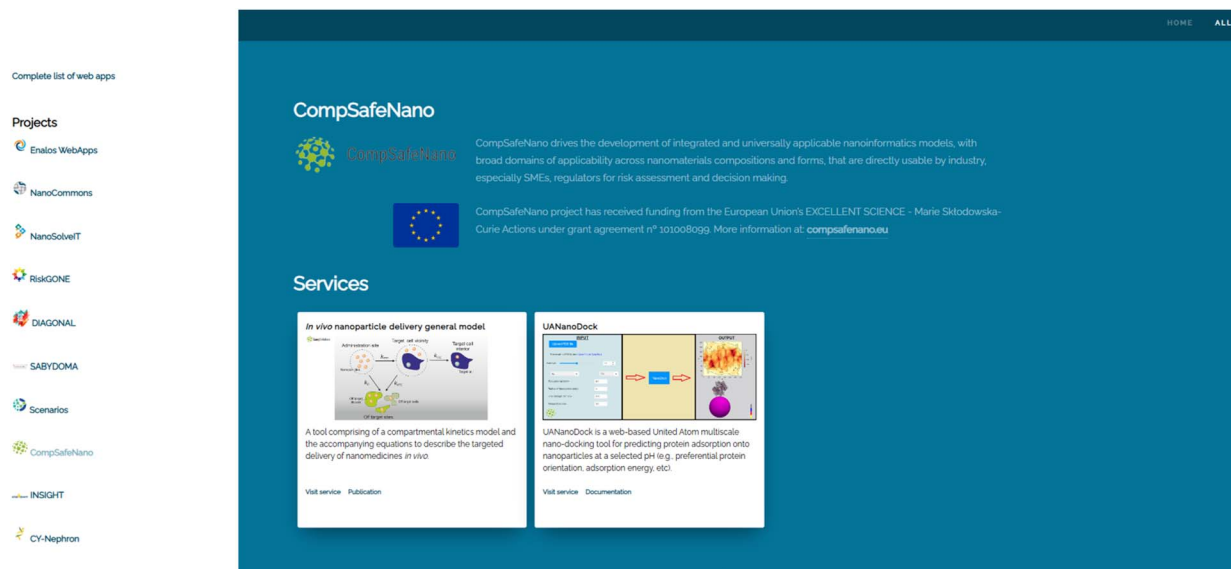 HOME ALL
Complete list of web apps
Projects
Enalos WebApps
NanoCommons
NanoSolveIT
RiskGONE
DIAGONAL
SABYDOMA
Scenarios
CompSafeNano
INSIGHT
CY-Nephron
CompSafeNano
CompSafeNano
CompSafeNano drives the development of integrated and universally applicable nanoinformatics models, with
broad domains of applicability across nanomaterials compositions and forms, that are directly usable by industry,
especially SMEs, regulators for risk assessment and decision making.
CompSafeNano project has received funding from the European Union's EXCELLENT SCIENCE - Marie Skłodowska-
Curie Actions under grant agreement nº 101008099. More information at: compsafenano.eu
Services
In vivo nanoparticle delivery general model
Administration site
Target cell vicinity
Target cell
interior
Off target sites
A tool comprising of a compartmental kinetics model and
the accompanying equations to describe the targeted
delivery of nanomedicines in vivo.
Visit service Publication
UANanoDock
INPUT
OUTPUT
UANanoDock is a web-based United Atom multiscale
nano-docking tool for predicting protein adsorption onto
nanoparticles at a selected pH (e.g., preferential protein
orientation, adsorption energy, etc).
Visit service Documentation